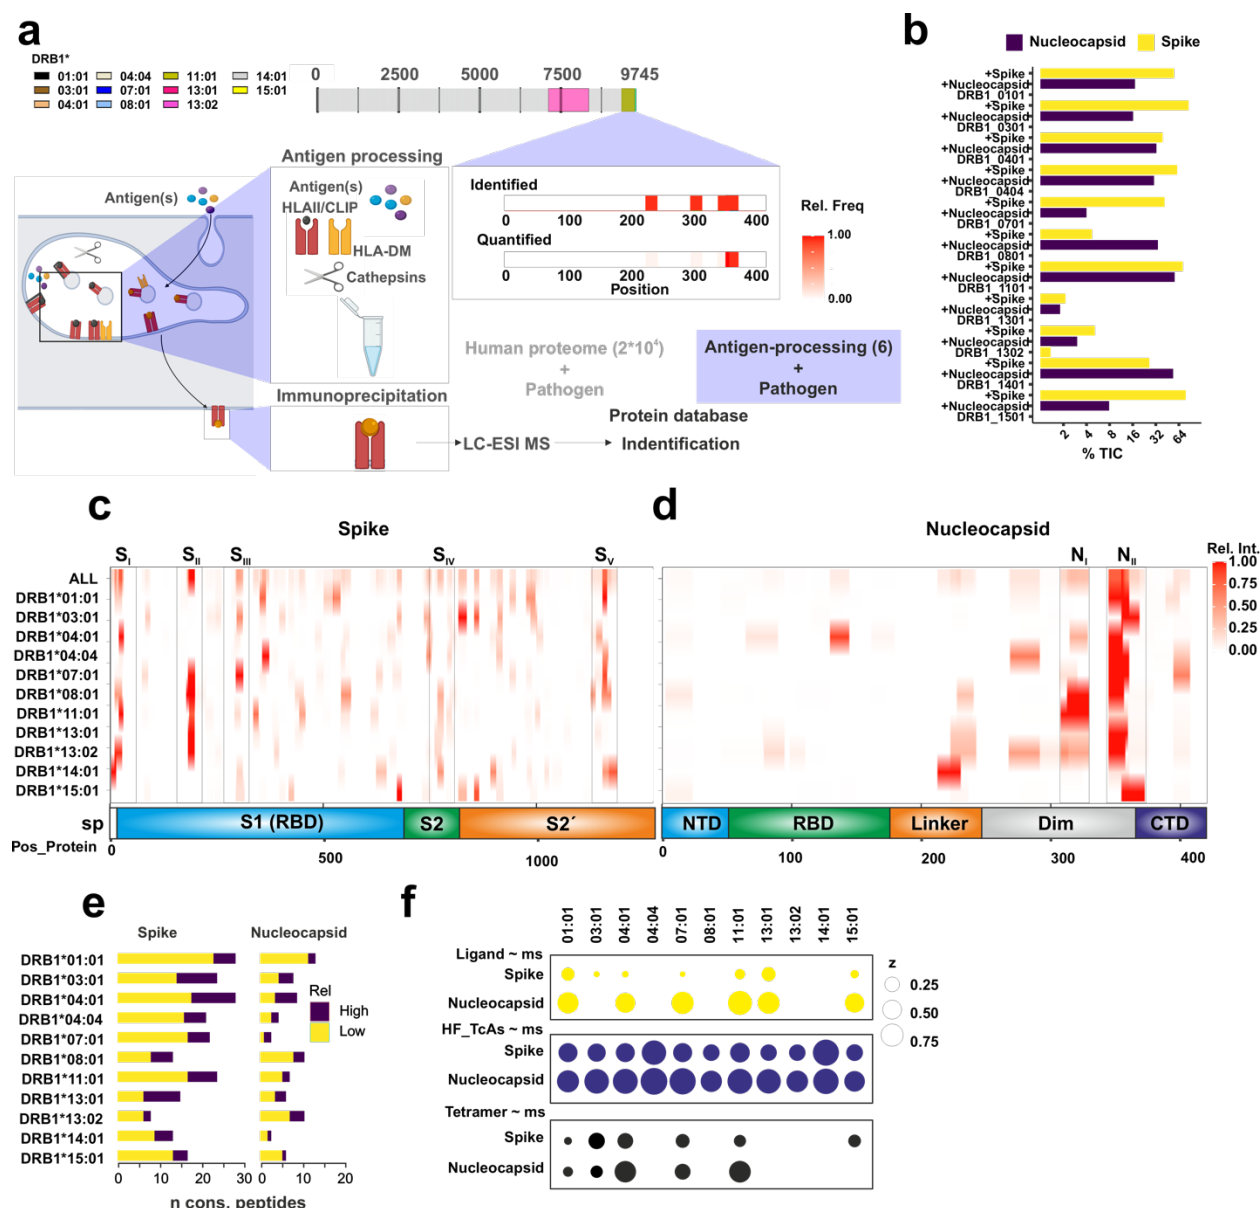 a
DRB1*
01:01 04:04 11:01 14:01
03:01 07:01 13:01 15:01
04:01 08:01 13:02
0 2500 5000 7500 9745
Antigen(s)
Antigen processing
Antigen(s)
HLAII/CLIP
HLA-DM
Cathepsins
Identified
0 100 200 300 400
Quantified
0 100 200 300 400
Position
Rel. Freq
1.00
0.00
Human proteome (2*10⁴)
+
Pathogen
Antigen-processing (6)
+
Pathogen
Immunoprecipitation
LC-ESI MS
Protein database
Indentification
b
Nucleocapsid Spike
+Spike
+Nucleocapsid
DRB1_0101
+Spike
+Nucleocapsid
DRB1_0301
+Spike
+Nucleocapsid
DRB1_0401
+Spike
+Nucleocapsid
DRB1_0404
+Spike
+Nucleocapsid
DRB1_0701
+Spike
+Nucleocapsid
DRB1_0801
+Spike
+Nucleocapsid
DRB1_1101
+Spike
+Nucleocapsid
DRB1_1301
+Spike
+Nucleocapsid
DRB1_1302
+Spike
+Nucleocapsid
DRB1_1401
+Spike
+Nucleocapsid
DRB1_1501
2 4 8 16 32 64
% TIC
c
Spike
S_I S_II S_III S_IV S_V
ALL
DRB1*01:01
DRB1*03:01
DRB1*04:01
DRB1*04:04
DRB1*07:01
DRB1*08:01
DRB1*11:01
DRB1*13:01
DRB1*13:02
DRB1*14:01
DRB1*15:01
sp S1 (RBD) S2 S2´
Pos_Protein 0 500 1000
d
Nucleocapsid
N_I N_II
Rel. Int.
1.00
0.75
0.50
0.25
0.00
NTD RBD Linker Dim CTD
0 100 200 300 400
e
Spike Nucleocapsid
DRB1*01:01
DRB1*03:01
DRB1*04:01
DRB1*04:04
DRB1*07:01
DRB1*08:01
DRB1*11:01
DRB1*13:01
DRB1*13:02
DRB1*14:01
DRB1*15:01
Rel
High
Low
0 10 20 30 0 10 20
n cons. peptides
f
01:01 03:01 04:01 04:04 07:01 08:01 11:01 13:01 13:02 14:01 15:01
Ligand ~ ms
Spike
Nucleocapsid
HF_TcAs ~ ms
Spike
Nucleocapsid
Tetramer ~ ms
Spike
Nucleocapsid
z
0.25
0.50
0.75